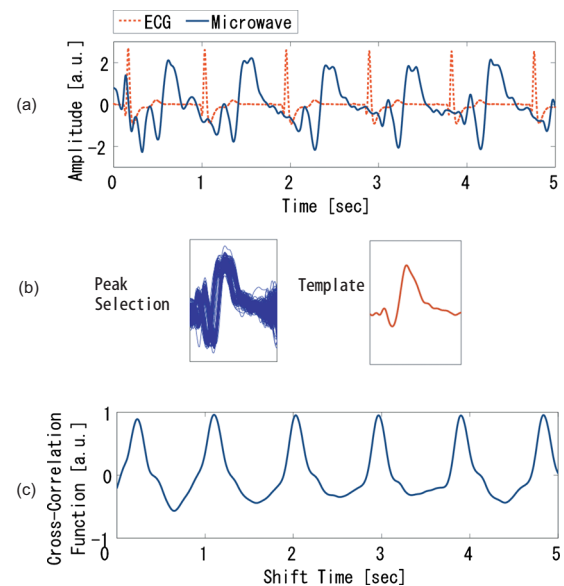 ECG Microwave
(a)
Amplitude [a.u.]
2
0
-2
0 1 2 3 4 5
Time [sec]
(b)
Peak
Selection
Template
(c)
Cross-Correlation
Function [a.u.]
1
0
-1
0 1 2 3 4 5
Shift Time [sec]